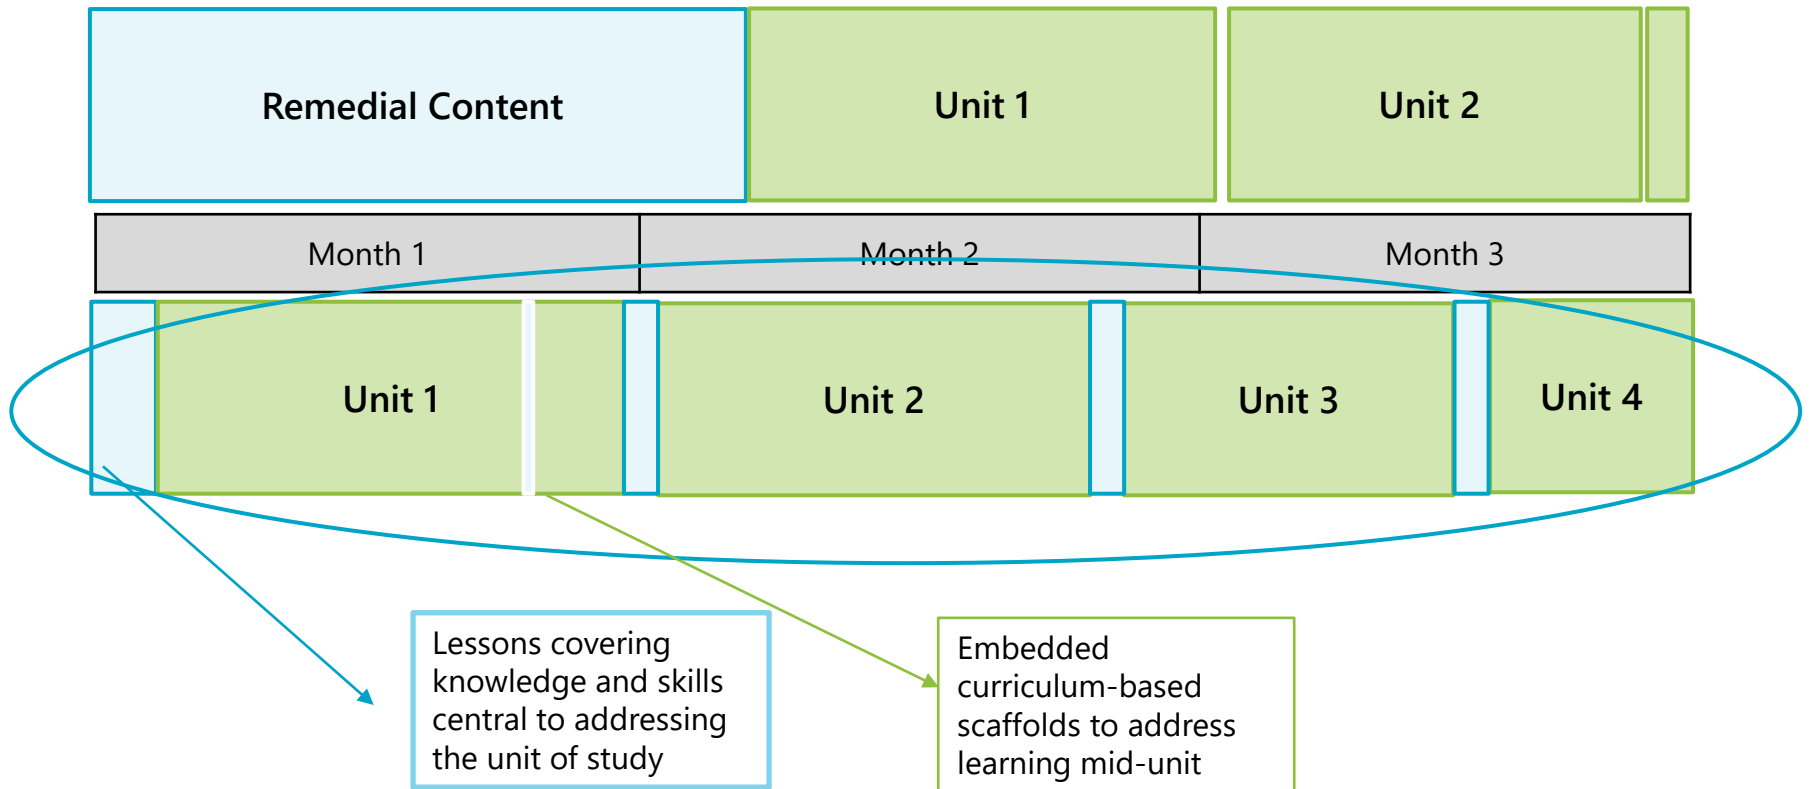 Remedial Content
Unit 1
Unit 2
Month 1
Month 2
Month 3
Unit 1
Unit 2
Unit 3
Unit 4
Lessons covering
knowledge and skills
central to addressing
the unit of study
Embedded
curriculum-based
scaffolds to address
learning mid-unit